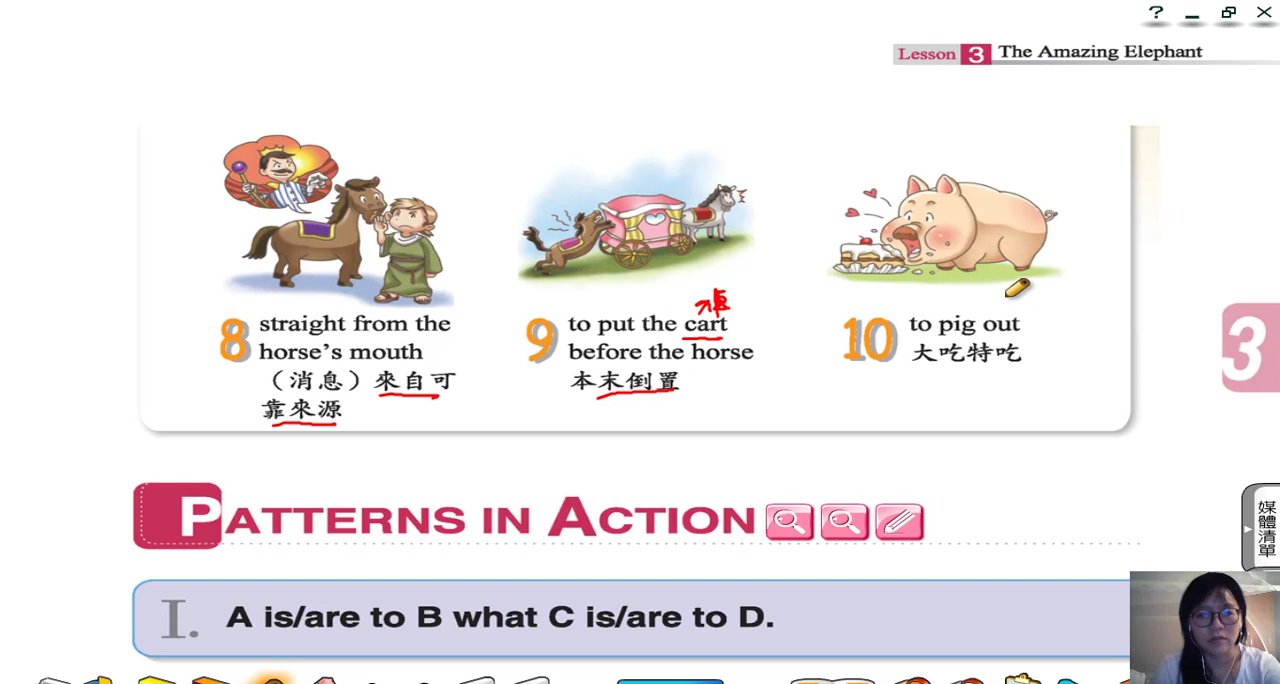 ?
Lesson 3 The Amazing Elephant
8 straight from the
horse's mouth
（消息）來自可
靠來源
9 to put the cart
before the horse
本末倒置
10 to pig out
大吃特吃
3
PATTERNS IN ACTION
媒體清單
I. A is/are to B what C is/are to D.